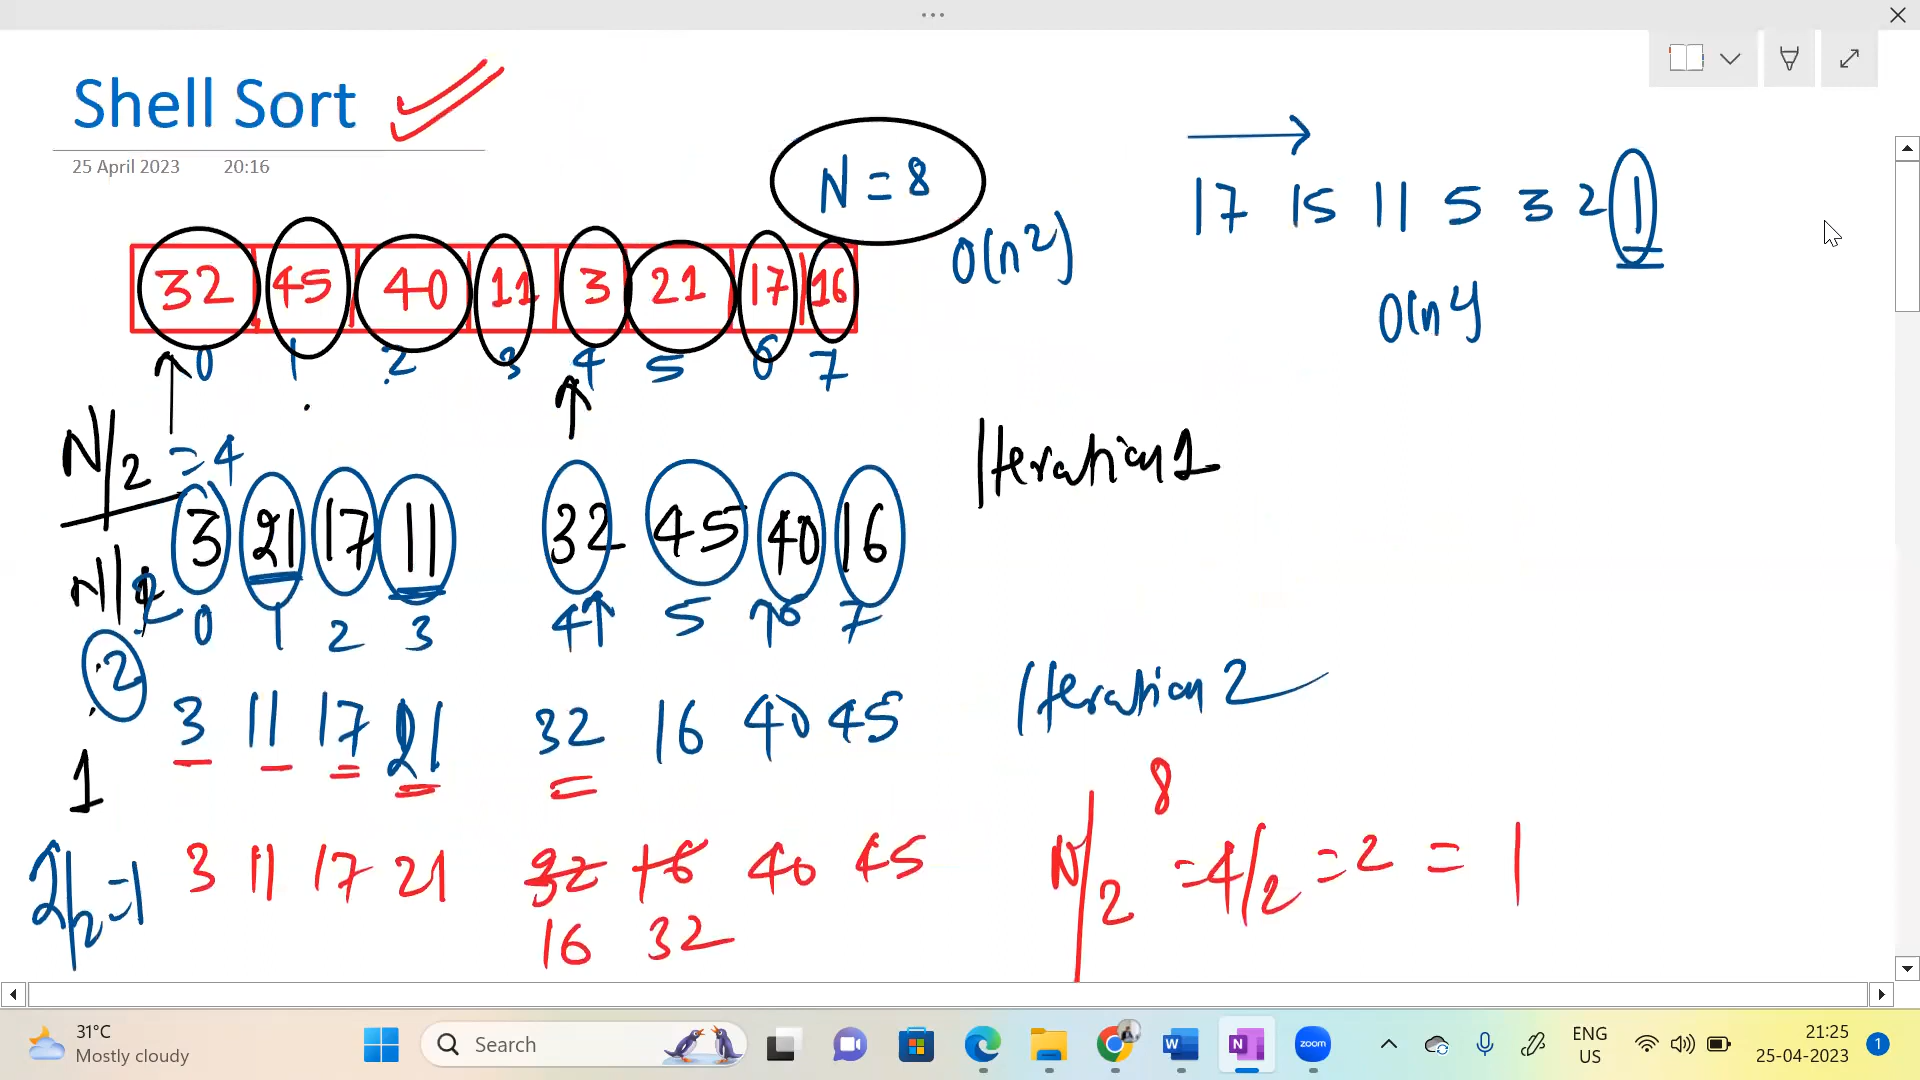 Shell Sort
25 April 2023 20:16
N = 8
17 15 11 5 3 2 1
O(n²)
32 45 40 11 3 21 17 16
0 1 2 3 4 5 6 7
N/2 = 4
Iteration 1
3 21 17 11 32 45 40 16
0 1 2 3 4 5 6 7
2
3 11 17 21 32 16 40 45
Iteration 2
1
8
2/2 = 1 3 11 17 21 32 16 40 45
N/2 = 4/2 = 2 = 1
16 32
31°C
Mostly cloudy
Search
zoom
ENG
US
21:25
25-04-2023
1